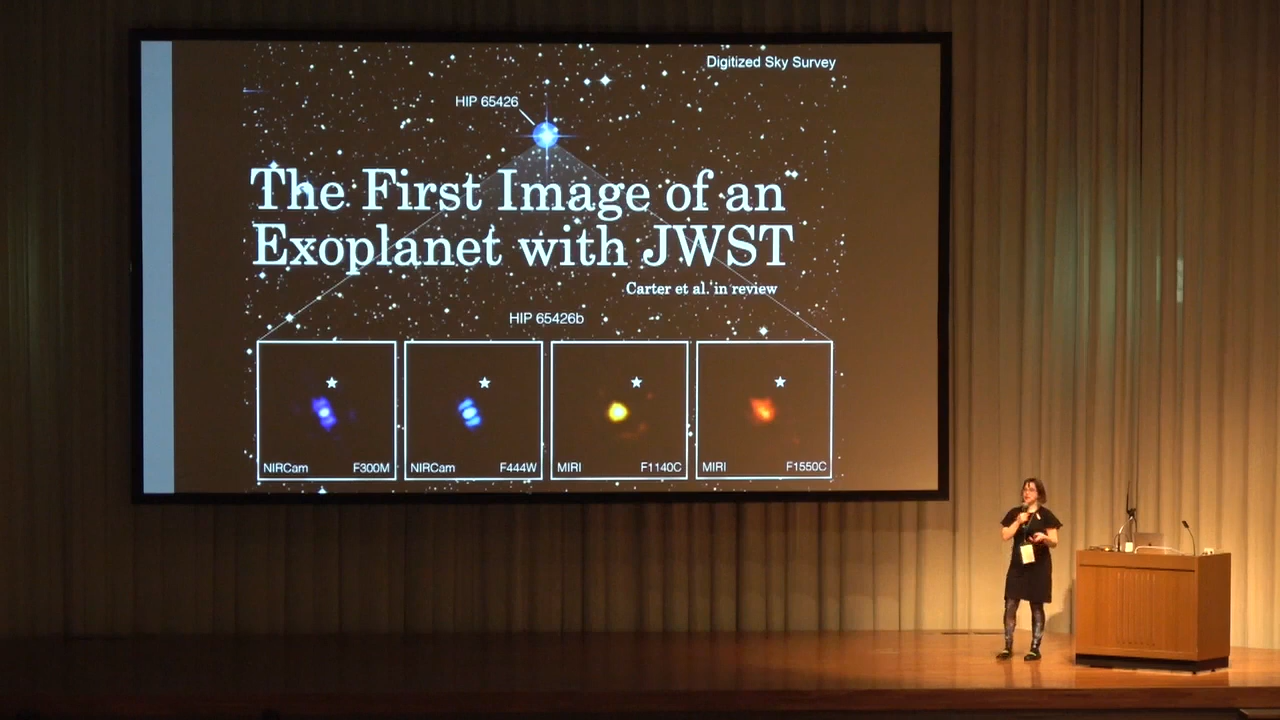 Digitized Sky Survey
HIP 65426
The First Image of an
Exoplanet with JWST
Carter et al. in review
HIP 65426b
NIRCam F300M
NIRCam F444W
MIRI F1140C
MIRI F1550C